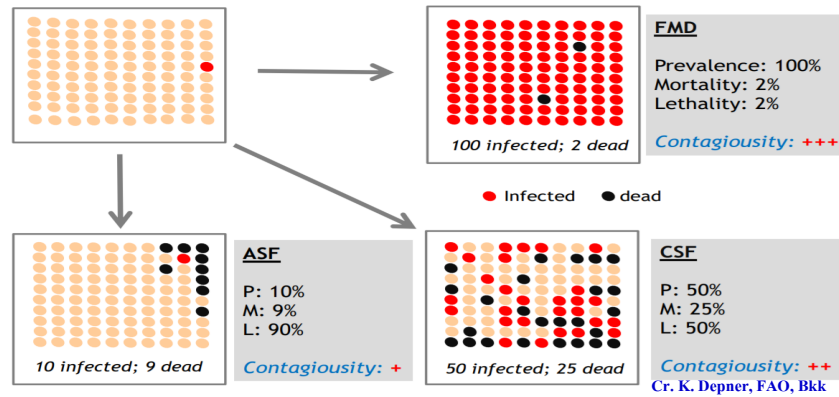 FMD
Prevalence: 100%
Mortality: 2%
Lethality: 2%
Contagiousity: +++
100 infected; 2 dead
Infected dead
ASF
P: 10%
M: 9%
L: 90%
Contagiousity: +
10 infected; 9 dead
CSF
P: 50%
M: 25%
L: 50%
Contagiousity: ++
50 infected; 25 dead
Cr. K. Depner, FAO, Bkk